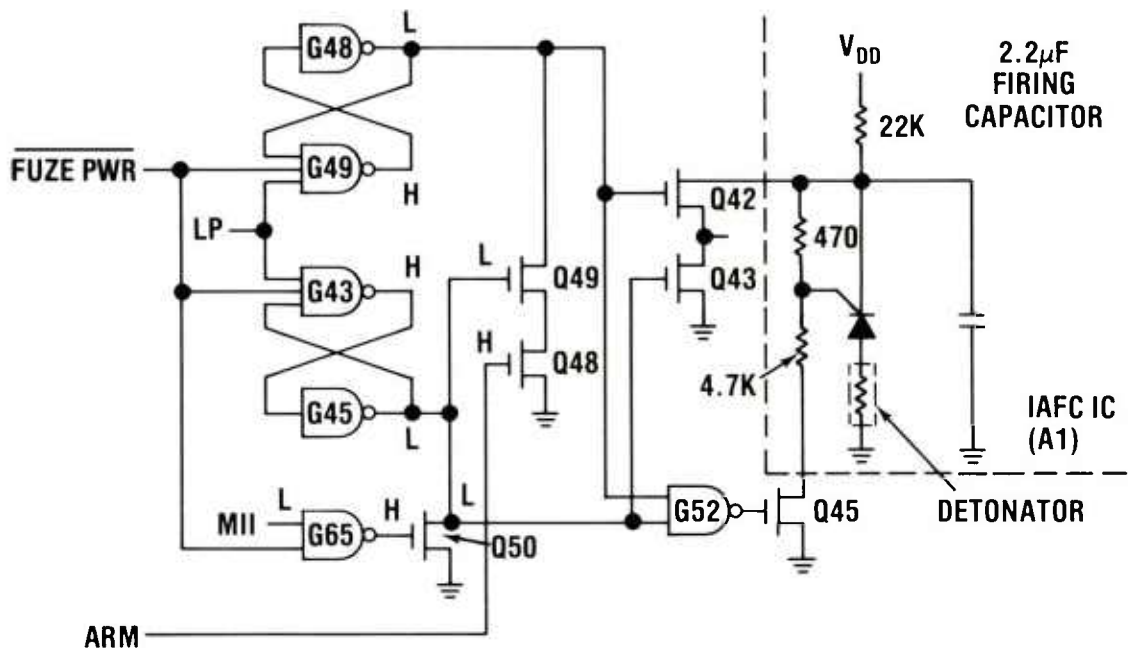 L
G48
V_DD
2.2μF
FIRING
CAPACITOR
22K
FUZE PWR
G49
H
Q42
LP
470
L
H
Q49
Q43
G43
H
Q48
4.7K
G45
L
IAFC IC
(A1)
L
MII
H
L
G65
Q50
G52
Q45
DETONATOR
ARM